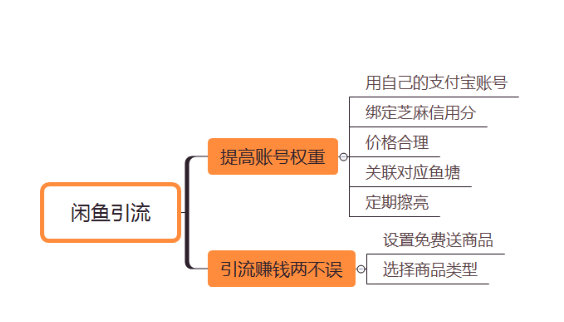 闲鱼引流
提高账号权重
用自己的支付宝账号
绑定芝麻信用分
价格合理
关联对应鱼塘
定期擦亮
引流赚钱两不误
设置免费送商品
选择商品类型